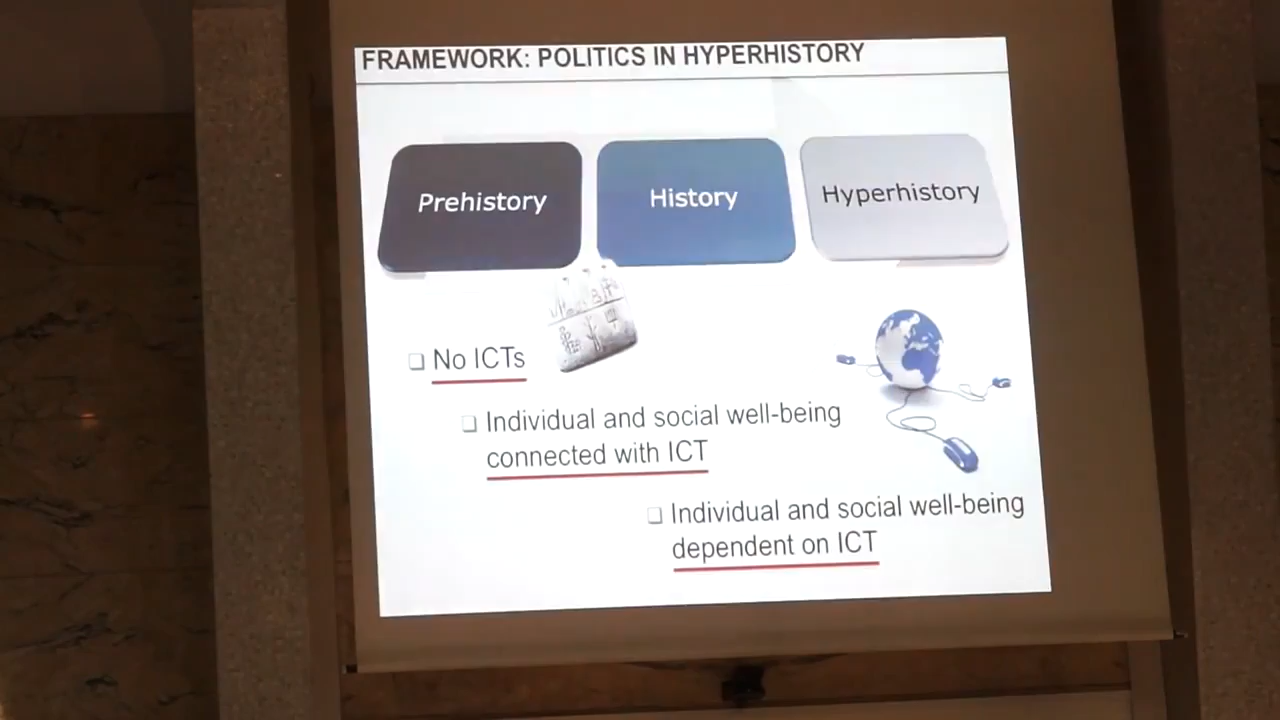 FRAMEWORK: POLITICS IN HYPERHISTORY
Prehistory
History
Hyperhistory
No ICTs
Individual and social well-being
connected with ICT
Individual and social well-being
dependent on ICT